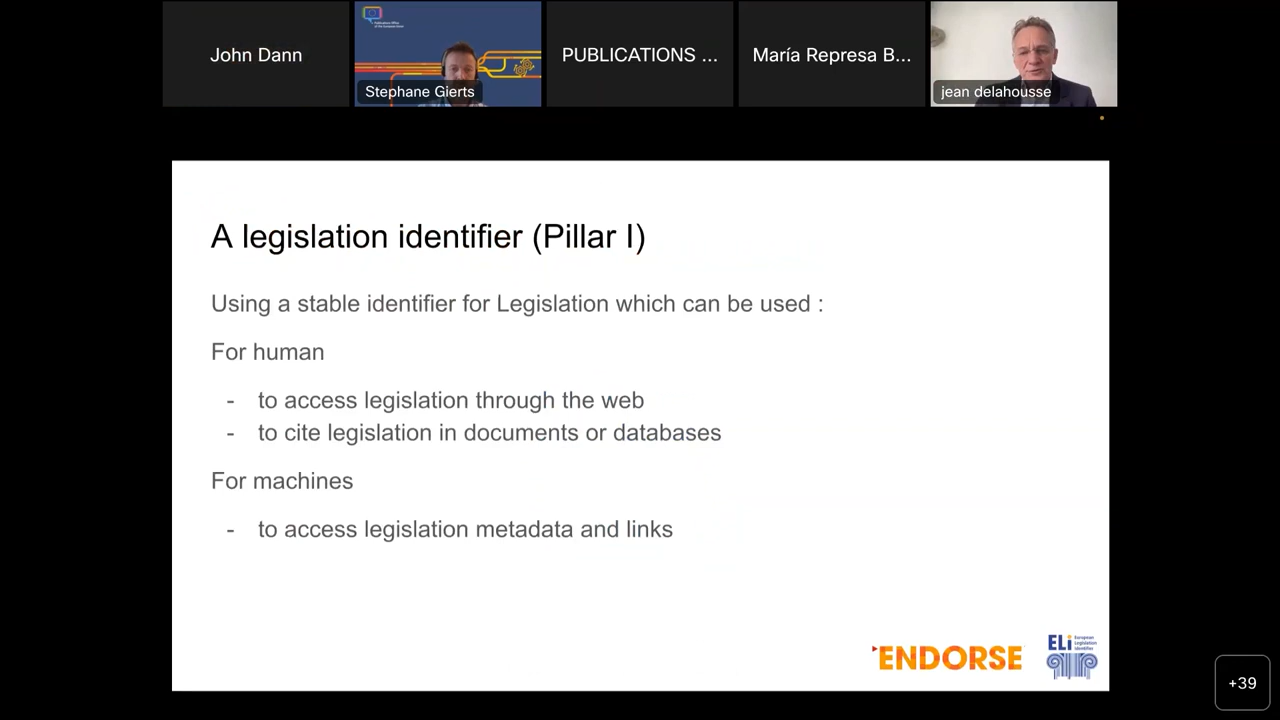 John Dann
Stephane Gierts
PUBLICATIONS ...
María Represa B...
jean delahousse
A legislation identifier (Pillar I)
Using a stable identifier for Legislation which can be used :
For human
- to access legislation through the web
- to cite legislation in documents or databases
For machines
- to access legislation metadata and links
ENDORSE
ELi
European
Legislation
Identifier
+39